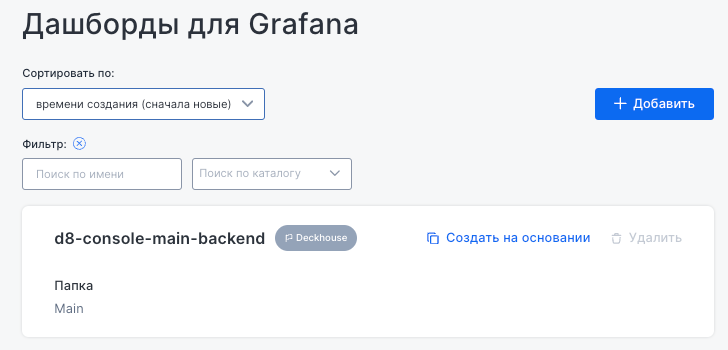 Дашборды для Grafana
Сортировать по:
времени создания (сначала новые)
Добавить
Фильтр:
Поиск по имени
Поиск по каталогу
d8-console-main-backend
Deckhouse
Создать на основании
Удалить
Папка
Main